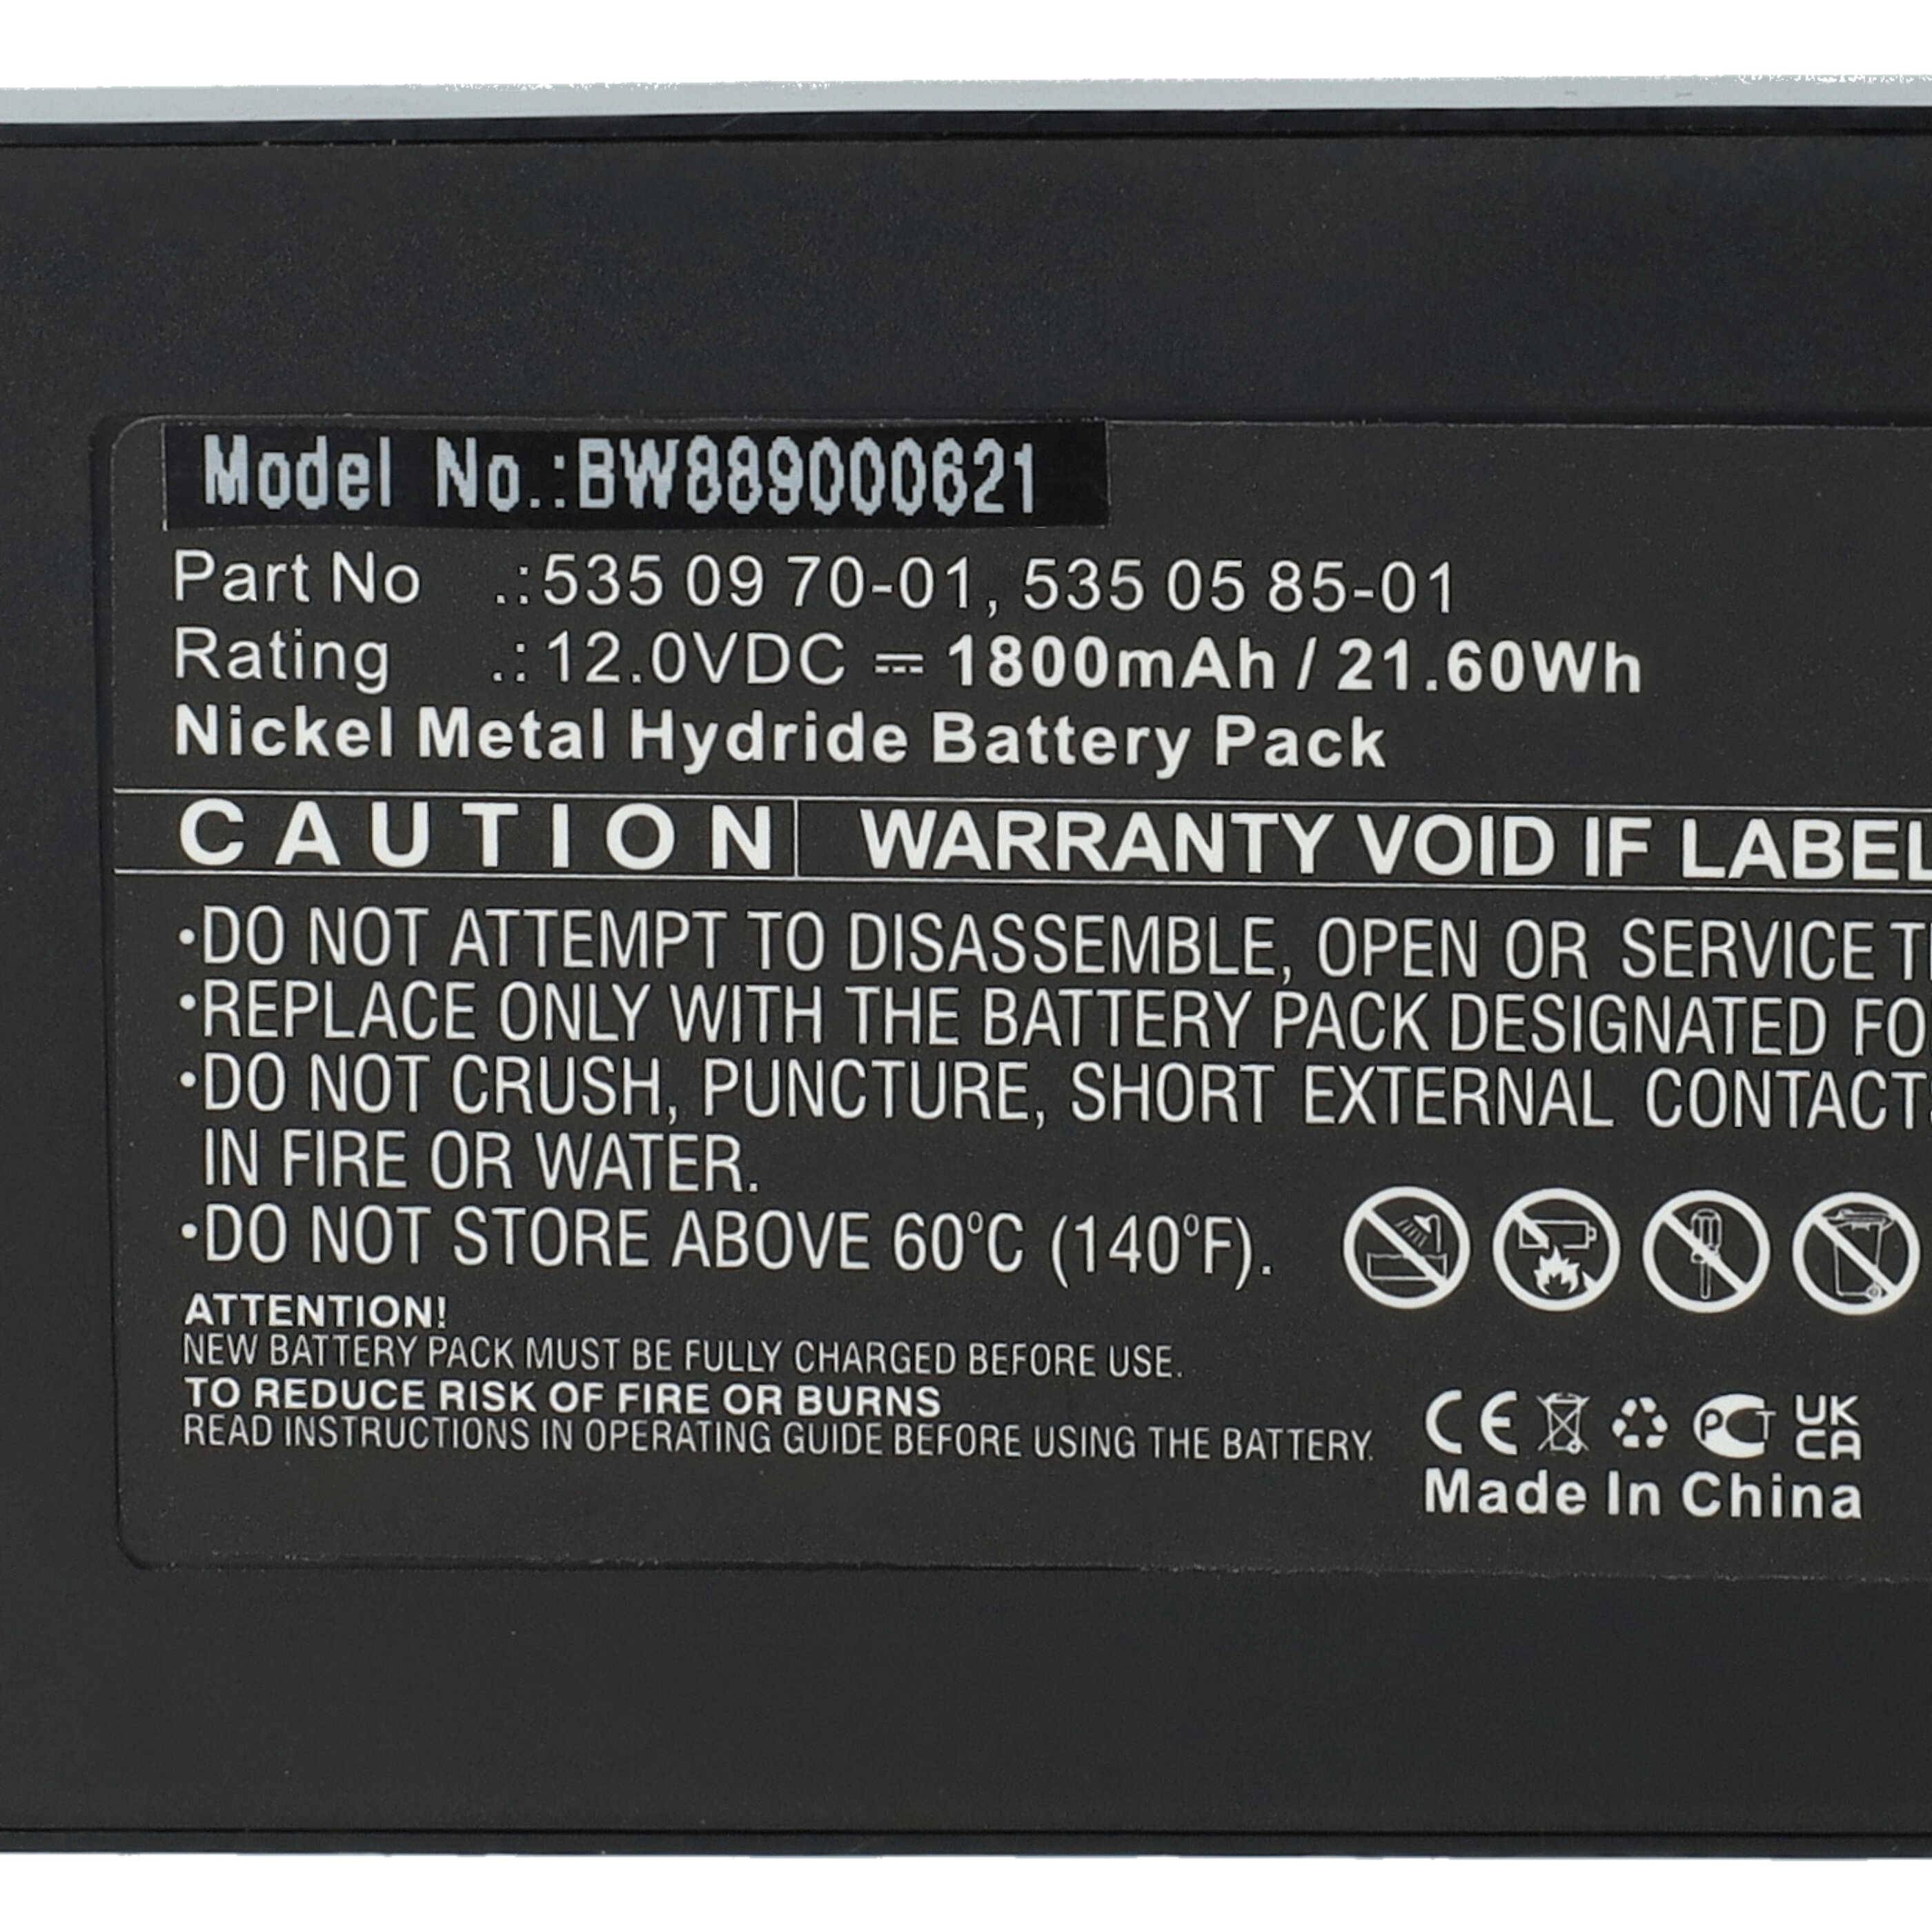 Model No.:BW889000621
Part No .:535 09 70-01, 535 05 85-01
Rating .:12.0VDC ⎓ 1800mAh / 21.60Wh
Nickel Metal Hydride Battery Pack
CAUTION WARRANTY VOID IF LABEL
•DO NOT ATTEMPT TO DISASSEMBLE, OPEN OR SERVICE
•REPLACE ONLY WITH THE BATTERY PACK DESIGNATED
•DO NOT CRUSH, PUNCTURE, SHORT EXTERNAL CONTACT
IN FIRE OR WATER.
•DO NOT STORE ABOVE 60°C (140°F).
ATTENTION!
NEW BATTERY PACK MUST BE FULLY CHARGED BEFORE USE.
TO REDUCE RISK OF FIRE OR BURNS
READ INSTRUCTIONS IN OPERATING GUIDE BEFORE USING THE BATTERY.
CE PCT UK
CA
Made In China